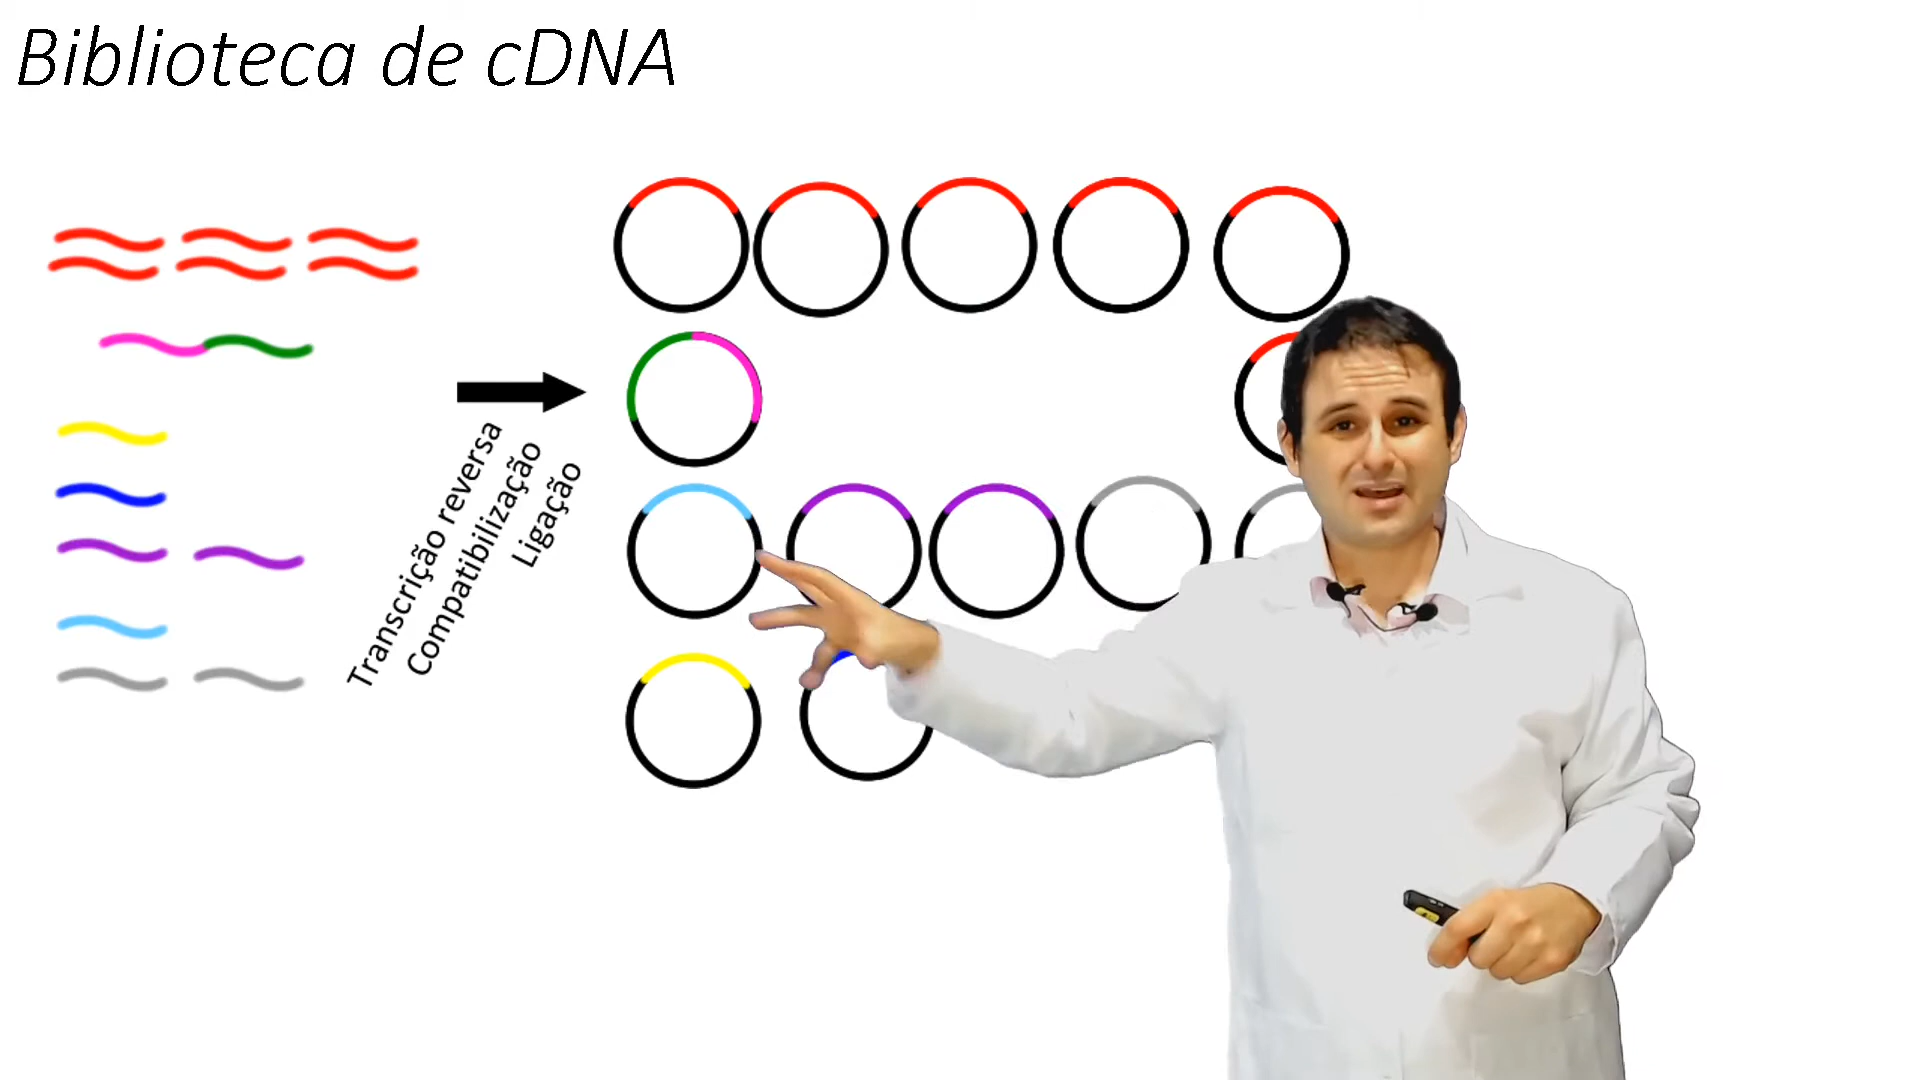 Biblioteca de cDNA
Transcrição reversa
Compatibilização
Ligação